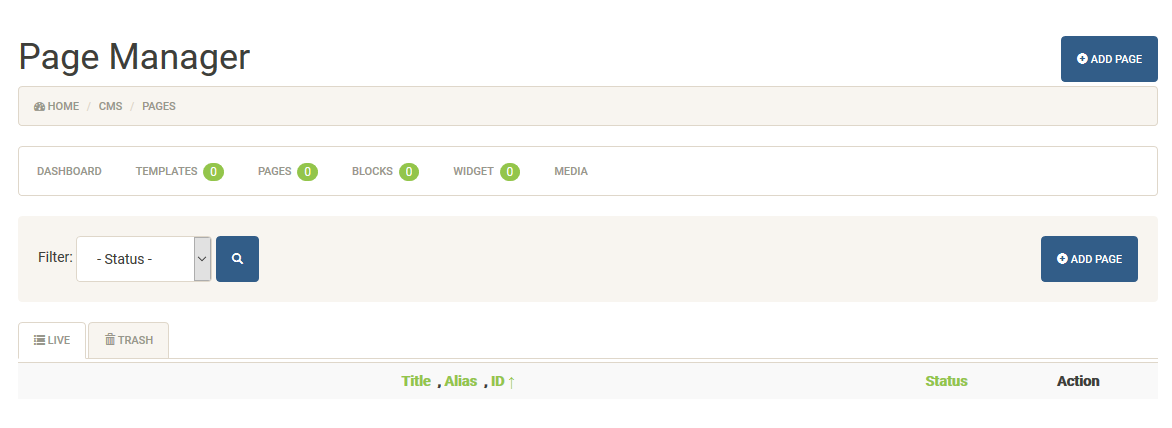 Page Manager
ADD PAGE
HOME / CMS / PAGES
DASHBOARD TEMPLATES 0 PAGES 0 BLOCKS 0 WIDGET 0 MEDIA
Filter: - Status - ADD PAGE
LIVE TRASH
Title , Alias , ID ↑ Status Action